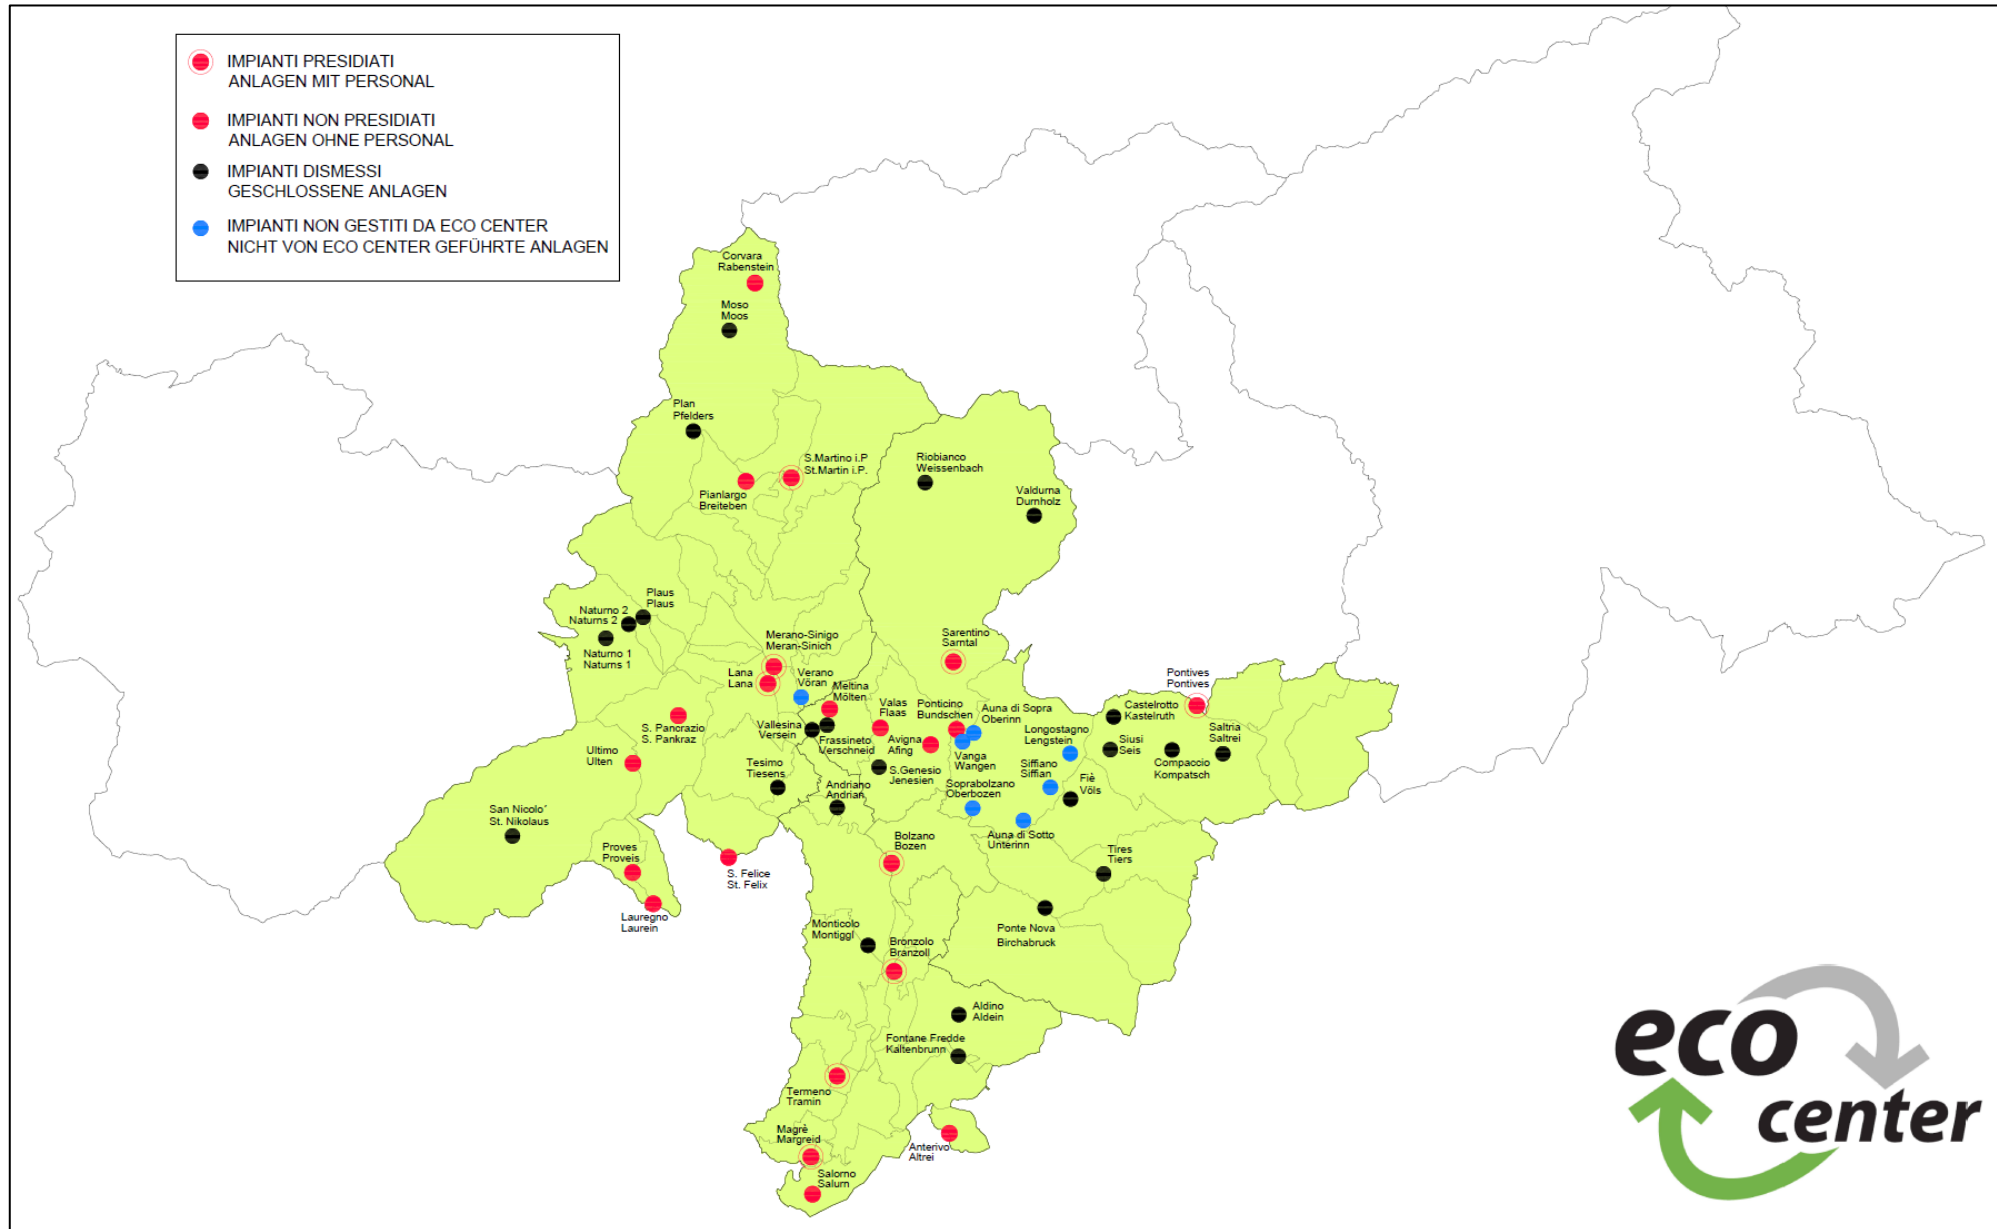 IMPIANTI PRESIDIATI
ANLAGEN MIT PERSONAL
IMPIANTI NON PRESIDIATI
ANLAGEN OHNE PERSONAL
IMPIANTI DISMESSI
GESCHLOSSENE ANLAGEN
IMPIANTI NON GESTITI DA ECO CENTER
NICHT VON ECO CENTER GEFÜHRTE ANLAGEN
Corvara
Rabenstein
Moso
Moos
Plan
Pfelders
S.Martino i.P
St.Martin i.P.
Pianlargo
Breiteben
Riobianco
Weissenbach
Valdurna
Durnholz
Plaus
Plaus
Naturno 2
Naturns 2
Naturno 1
Naturns 1
Merano-Sinigo
Meran-Sinich
Lana
Lana
Verano
Vöran
Meltina
Mölten
Sarentino
Sarntal
Valas
Flaas
Ponticino
Bundschen
Auna di Sopra
Oberinn
Pontives
Pontives
Castelrotto
Kastelruth
S. Pancrazio
S. Pankraz
Vallesina
Versein
Frassineto
Verschneid
Avigna
Afing
Vanga
Wangen
Longostagno
Lengstein
Siusi
Seis
Compaccio
Kompatsch
Saltria
Saltrei
Ultimo
Ulten
Tesimo
Tiesens
S.Genesio
Jenesien
Siffiano
Siffian
Fiè
Völs
Andriano
Andrian
Soprabolzano
Oberbozen
San Nicolo´
St. Nikolaus
Auna di Sotto
Unterinn
Bolzano
Bozen
Proves
Proveis
S. Felice
St. Felix
Tires
Tiers
Lauregno
Laurein
Monticolo
Montiggl
Bronzolo
Branzoll
Ponte Nova
Birchabruck
Aldino
Aldein
Fontane Fredde
Kaltenbrunn
Termeno
Tramin
Magrè
Margreid
Anterivo
Altrei
Salorno
Salurn
eco
center